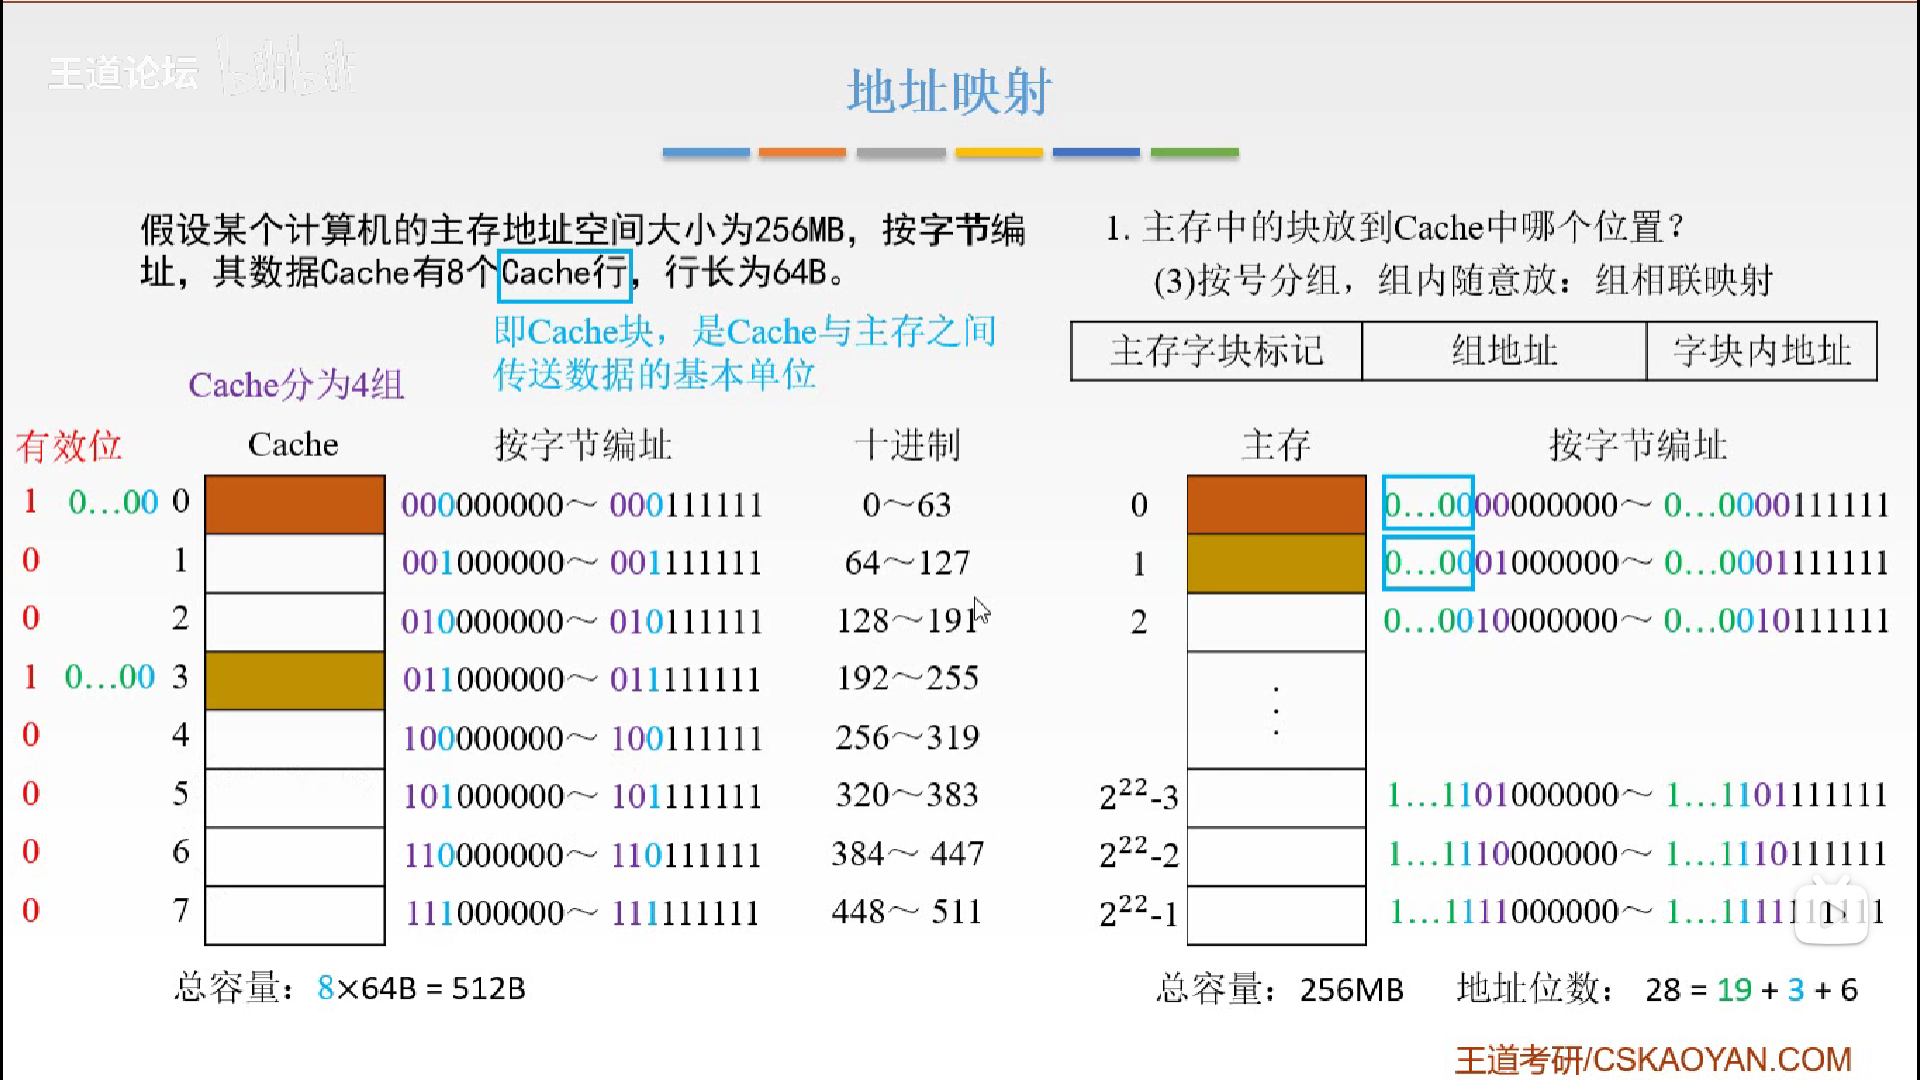 王道论坛 bilibili
地址映射
假设某个计算机的主存地址空间大小为256MB，按字节编
址，其数据Cache有8个Cache行，行长为64B。
即Cache块，是Cache与主存之间
传送数据的基本单位
1. 主存中的块放到Cache中哪个位置？
(3)按号分组，组内随意放：组相联映射
主存字块标记 组地址 字块内地址
Cache分为4组
有效位 Cache 按字节编址 十进制 主存 按字节编址
1 0…00 0 000000000～ 000111111 0～63 0 0…0000000000～ 0…0000111111
0 1 001000000～ 001111111 64～127 1 0…0001000000～ 0…0001111111
0 2 010000000～ 010111111 128～191 2 0…0010000000～ 0…0010111111
1 0…00 3 011000000～ 011111111 192～255 ⋮
0 4 100000000～ 100111111 256～319
0 5 101000000～ 101111111 320～383 2²²-3 1…1101000000～ 1…1101111111
0 6 110000000～ 110111111 384～ 447 2²²-2 1…1110000000～ 1…1110111111
0 7 111000000～ 111111111 448～ 511 2²²-1 1…1111000000～ 1…1111111111
总容量：8×64B = 512B
总容量：256MB 地址位数： 28 = 19 + 3 + 6
王道考研/CSKAOYAN.COM